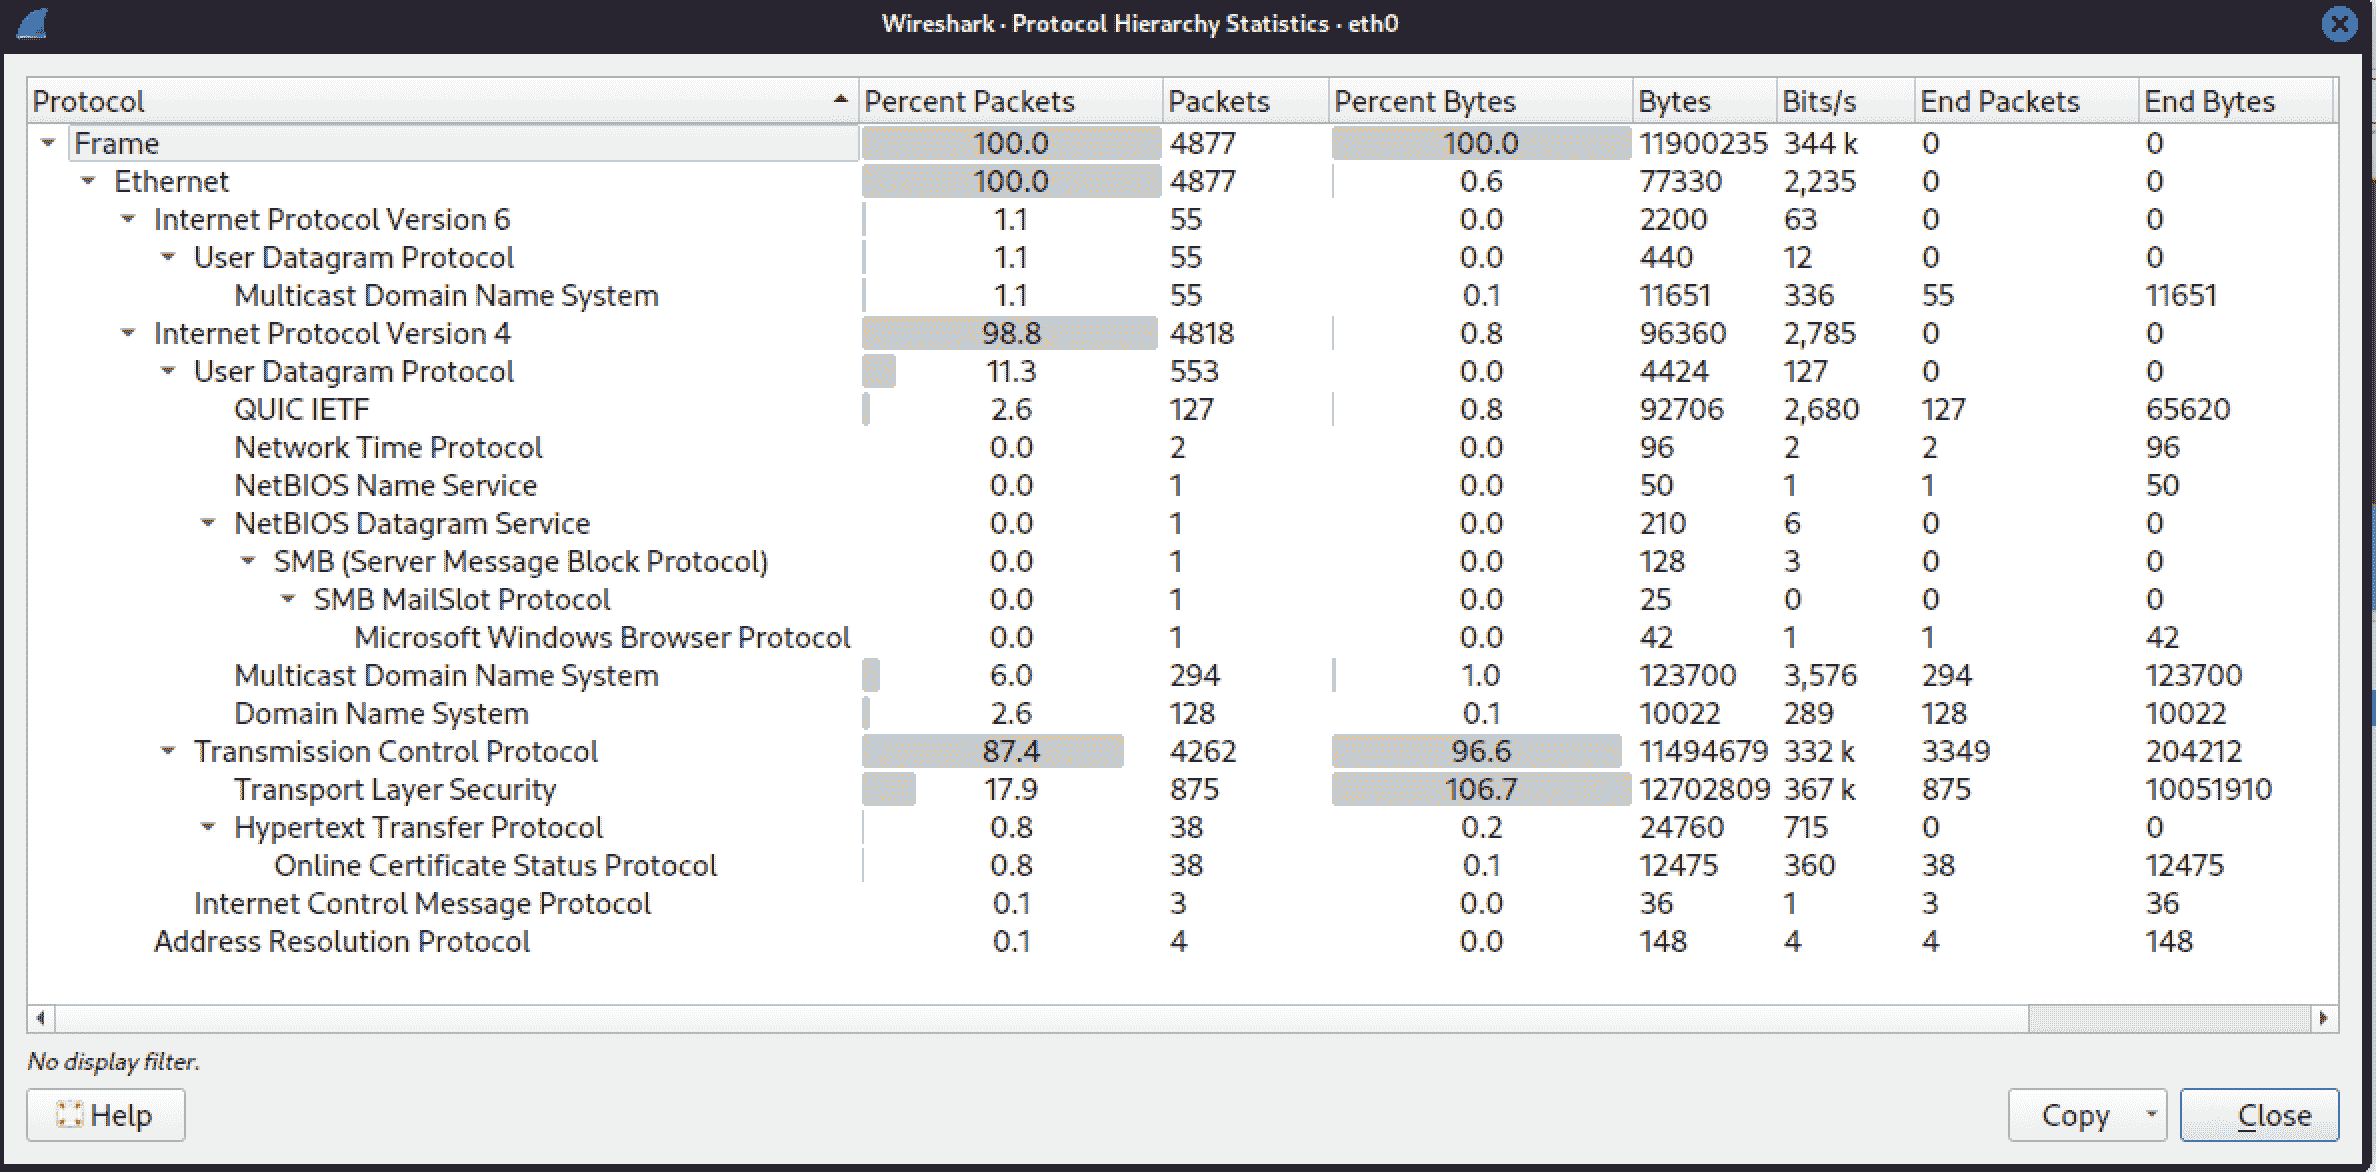 Wireshark · Protocol Hierarchy Statistics · eth0
Protocol Percent Packets Packets Percent Bytes Bytes Bits/s End Packets End Bytes
Frame 100.0 4877 100.0 11900235 344 k 0 0
Ethernet 100.0 4877 0.6 77330 2,235 0 0
Internet Protocol Version 6 1.1 55 0.0 2200 63 0 0
User Datagram Protocol 1.1 55 0.0 440 12 0 0
Multicast Domain Name System 1.1 55 0.1 11651 336 55 11651
Internet Protocol Version 4 98.8 4818 0.8 96360 2,785 0 0
User Datagram Protocol 11.3 553 0.0 4424 127 0 0
QUIC IETF 2.6 127 0.8 92706 2,680 127 65620
Network Time Protocol 0.0 2 0.0 96 2 2 96
NetBIOS Name Service 0.0 1 0.0 50 1 1 50
NetBIOS Datagram Service 0.0 1 0.0 210 6 0 0
SMB (Server Message Block Protocol) 0.0 1 0.0 128 3 0 0
SMB MailSlot Protocol 0.0 1 0.0 25 0 0 0
Microsoft Windows Browser Protocol 0.0 1 0.0 42 1 1 42
Multicast Domain Name System 6.0 294 1.0 123700 3,576 294 123700
Domain Name System 2.6 128 0.1 10022 289 128 10022
Transmission Control Protocol 87.4 4262 96.6 11494679 332 k 3349 204212
Transport Layer Security 17.9 875 106.7 12702809 367 k 875 10051910
Hypertext Transfer Protocol 0.8 38 0.2 24760 715 0 0
Online Certificate Status Protocol 0.8 38 0.1 12475 360 38 12475
Internet Control Message Protocol 0.1 3 0.0 36 1 3 36
Address Resolution Protocol 0.1 4 0.0 148 4 4 148
No display filter.
Help Copy Close